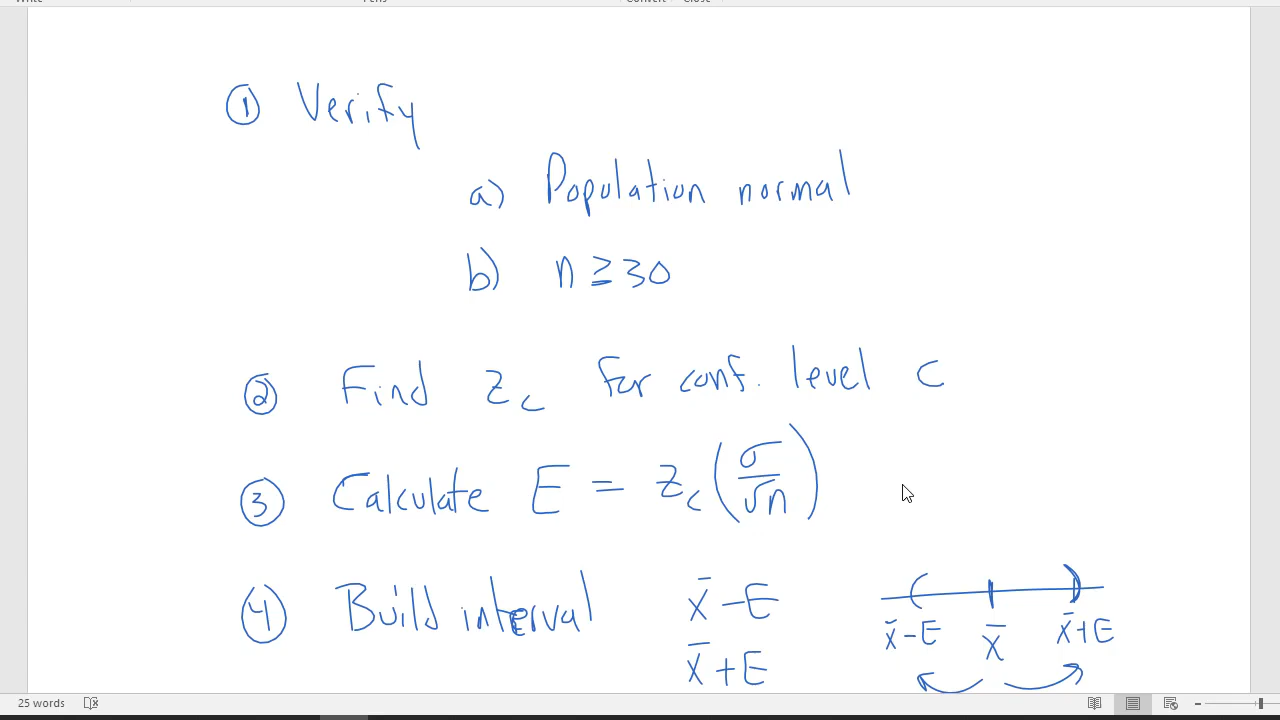 ① Verify
a) Population normal
b) n ≥ 30
② Find z_c for conf. level c
③ Calculate E = z_c (σ/√n)
④ Build interval x̄ - E
x̄ + E
x̄-E x̄ x̄+E
25 words